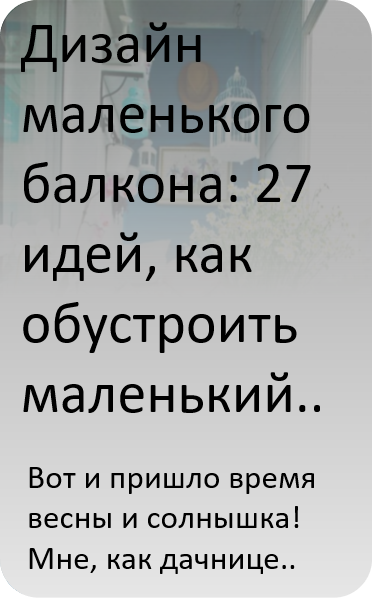 Дизайн
маленького
балкона: 27
идей, как
обустроить
маленький..
Вот и пришло время
весны и солнышка!
Мне, как дачнице..